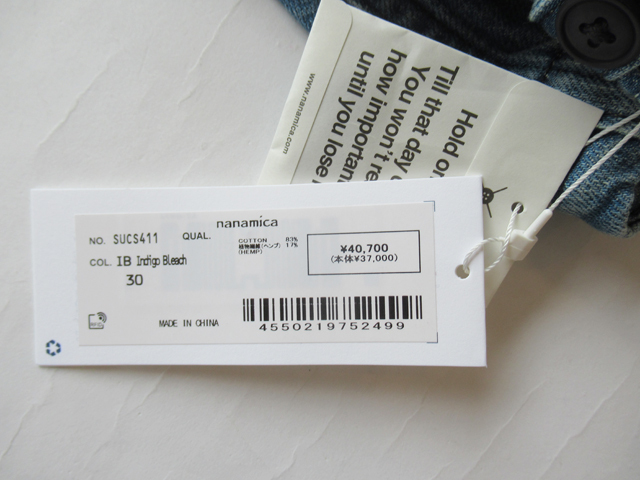 www.nanamica.com
Hold on
Till that day
You won't re
how importan
until you lose
nanamica
NO. SUCS411 QUAL.
COL. IB Indigo Bleach
30
COTTON 83%
植物繊維(ヘンプ) 17%
(HEMP)
¥40,700
(本体¥37,000)
RFID
MADE IN CHINA
4550219752499